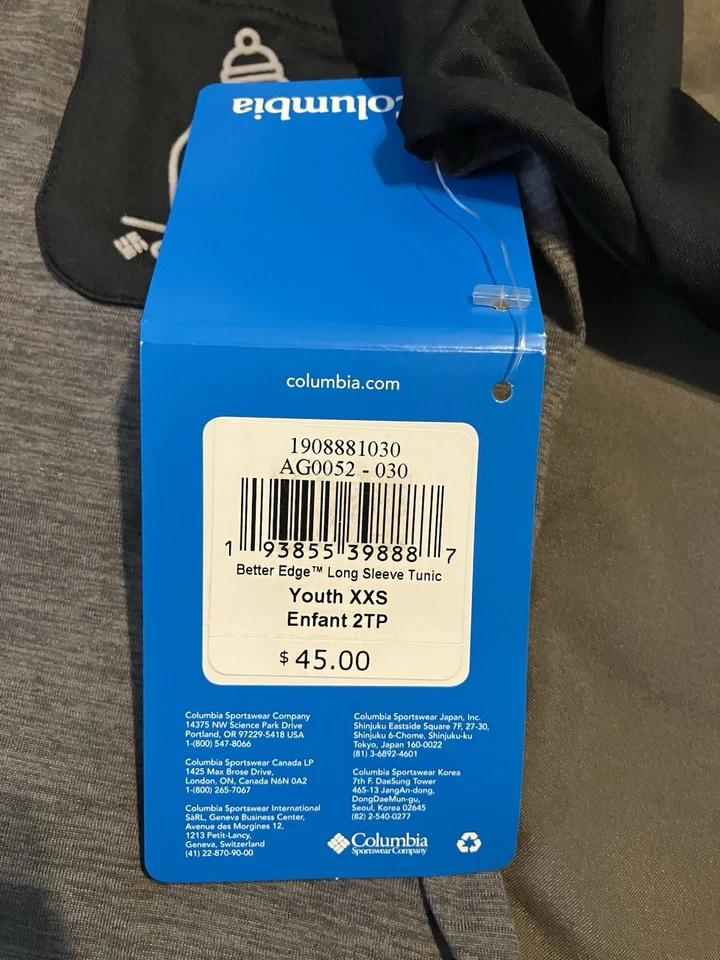 Columbia
columbia.com
1908881030
AG0052 - 030
1 93855 39888 7
Better Edge™ Long Sleeve Tunic
Youth XXS
Enfant 2TP
$ 45.00
Columbia Sportswear Company
14375 NW Science Park Drive
Portland, OR 97229-5418 USA
1-(800) 547-8066
Columbia Sportswear Canada LP
1425 Max Brose Drive,
London, ON, Canada N6N 0A2
1-(800) 265-7067
Columbia Sportswear International
SàRL, Geneva Business Center,
Avenue des Morgines 12,
1213 Petit-Lancy,
Geneva, Switzerland
(41) 22-870-90-00
Columbia Sportswear Japan, Inc.
Shinjuku Eastside Square 7F, 27-30,
Shinjuku 6-Chome, Shinjuku-ku
Tokyo, Japan 160-0022
(81) 3-6892-4601
Columbia Sportswear Korea
7th F. DaeSung Tower
465-13 JangAn-dong,
DongDaeMun-gu,
Seoul, Korea 02645
(82) 2-540-0277
Columbia
Sportswear Company